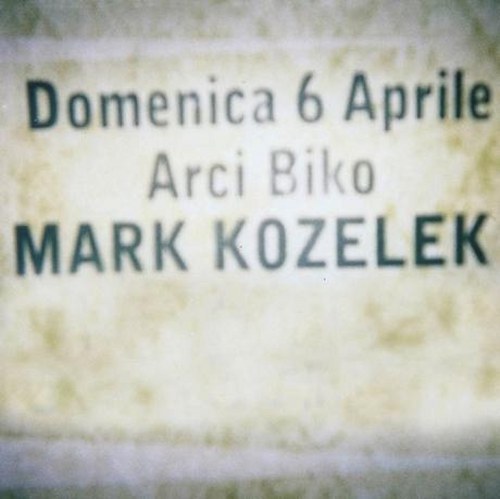 Domenica 6 Aprile
Arci Biko
MARK KOZELEK